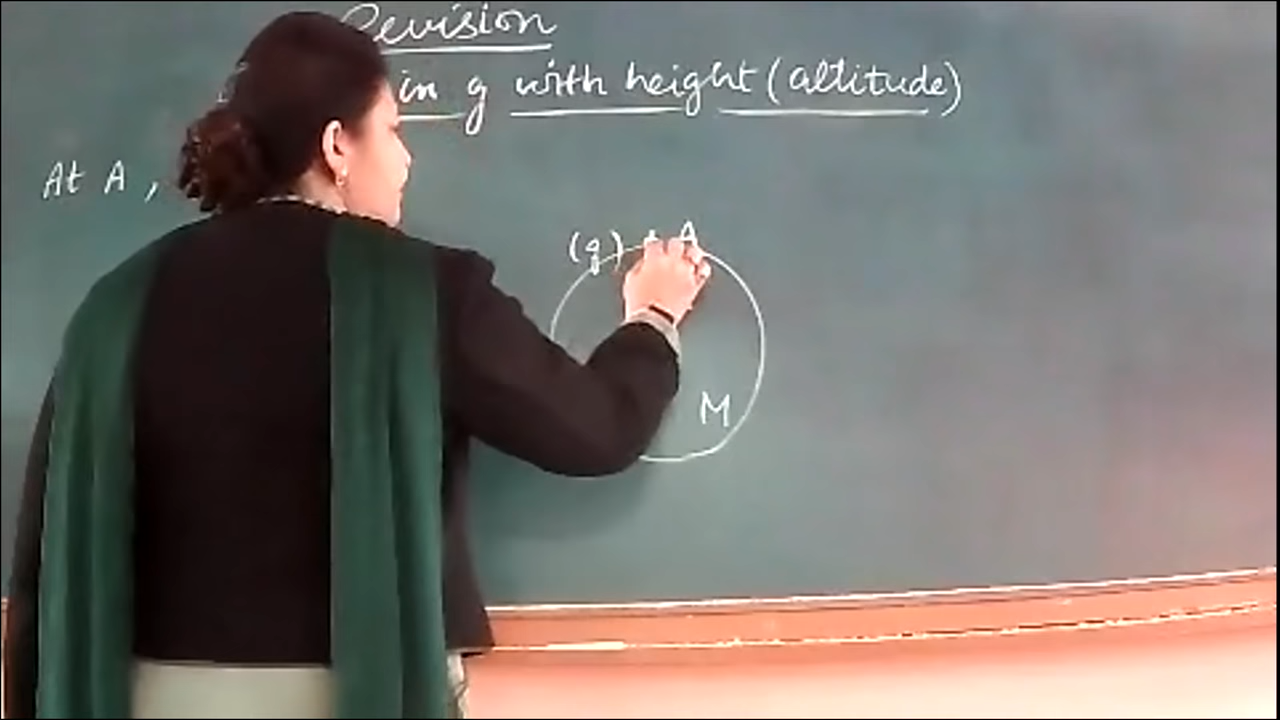 Revision
in g with height (altitude)
At A ,
(g) A
M